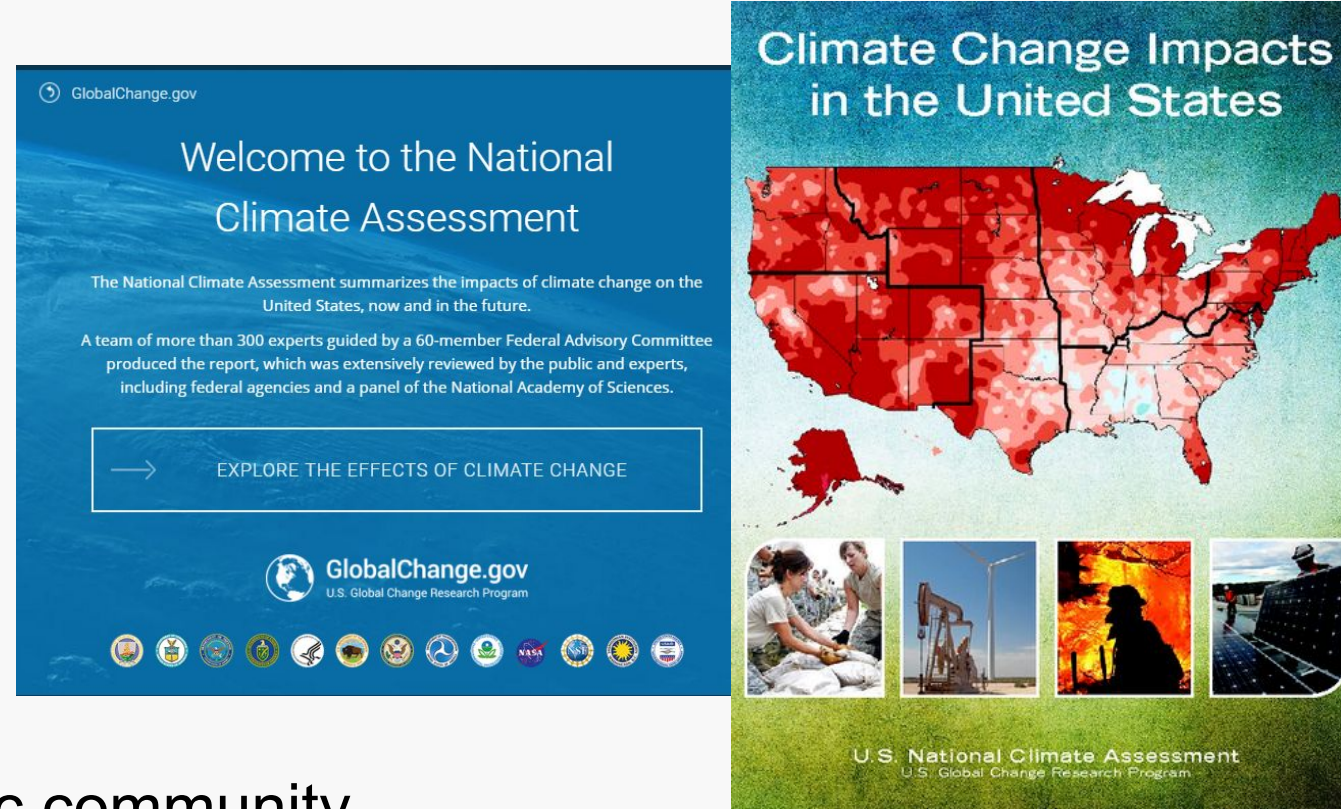 GlobalChange.gov
Welcome to the National
Climate Assessment
The National Climate Assessment summarizes the impacts of climate change on the
United States, now and in the future.
A team of more than 300 experts guided by a 60-member Federal Advisory Committee
produced the report, which was extensively reviewed by the public and experts,
including federal agencies and a panel of the National Academy of Sciences.
EXPLORE THE EFFECTS OF CLIMATE CHANGE
GlobalChange.gov
U.S. Global Change Research Program
NASA
NSF
Climate Change Impacts
in the United States
U.S. National Climate Assessment
U.S. Global Change Research Program
c community